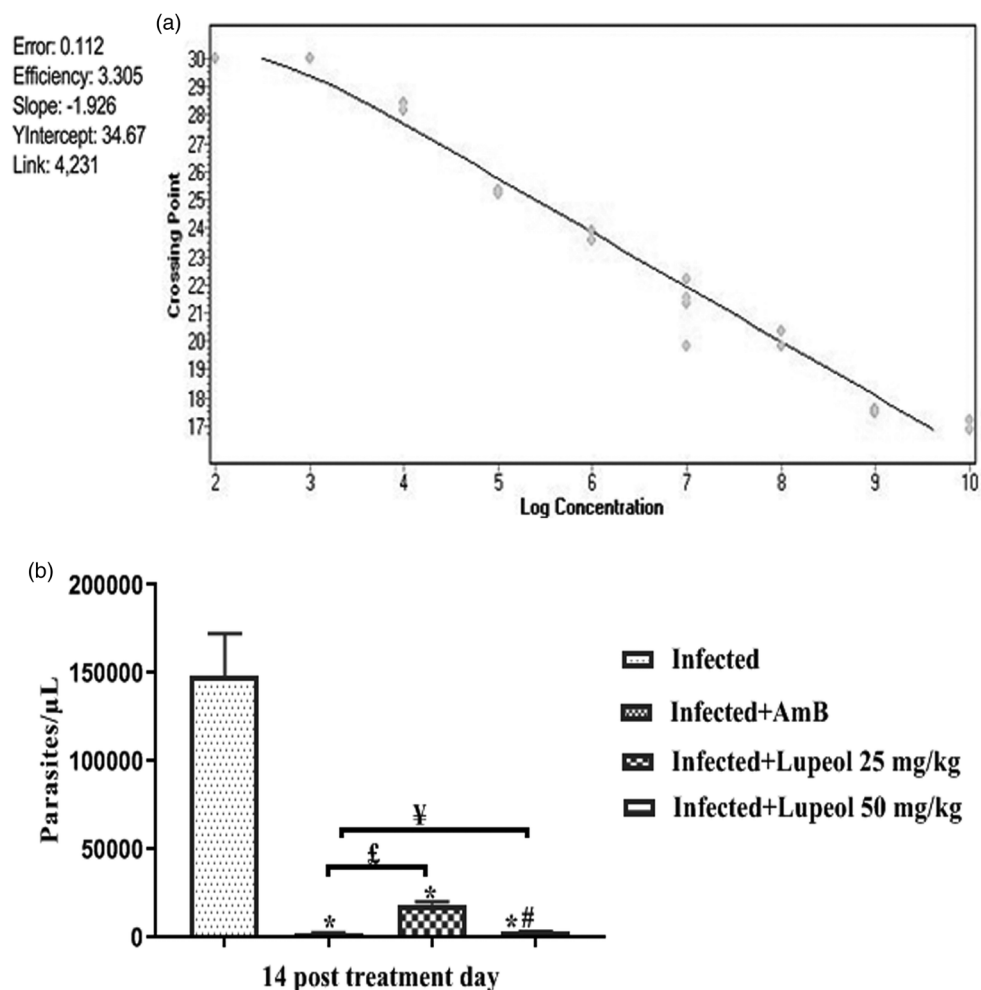 (a)
Error: 0.112
Efficiency: 3.305
Slope: -1.926
YIntercept: 34.67
Link: 4,231
Crossing Point
30
29
28
27
26
25
24
23
22
21
20
19
18
17
2 3 4 5 6 7 8 9 10
Log Concentration
(b)
Parasites/µL
200000
150000
100000
50000
0
¥
£
* * *#
14 post treatment day
Infected
Infected+AmB
Infected+Lupeol 25 mg/kg
Infected+Lupeol 50 mg/kg